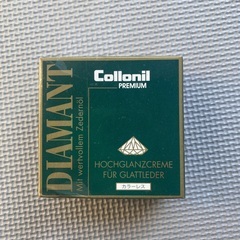 DIAMANT
Mit wertvollem Zedernöl
Collonil
PREMIUM
HOCHGLANZCREME
FÜR GLATTLEDER
カラーレス